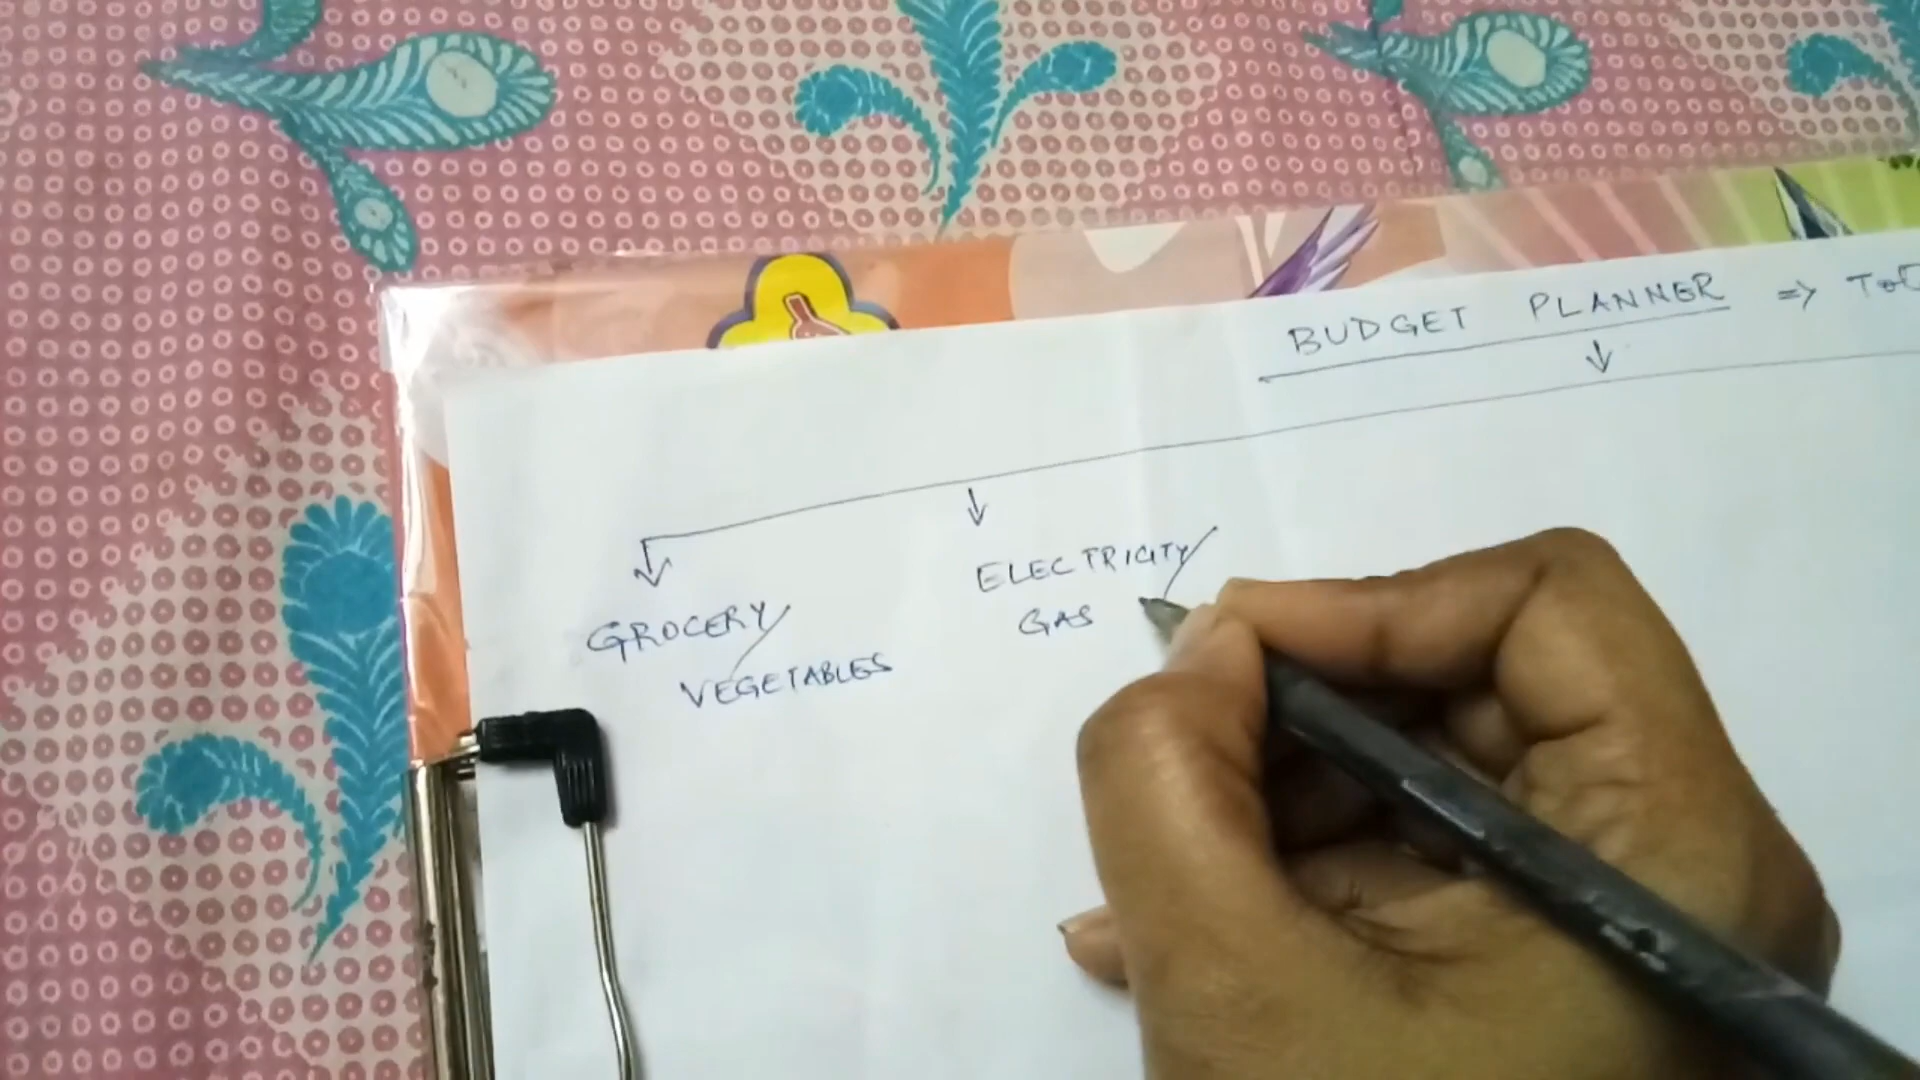 BUDGET PLANNER =>
GROCERY/
VEGETABLES
ELECTRICITY/
GAS